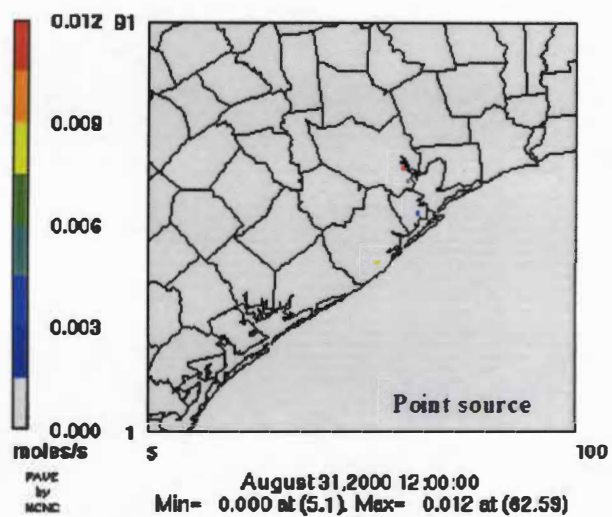 0.012
0.009
0.006
0.003
0.000
moles/s
91
1
5
100
Point source
PAVE
by
MCNC
August 31,2000 12:00:00
Min= 0.000 at (5,1), Max= 0.012 at (62,59)